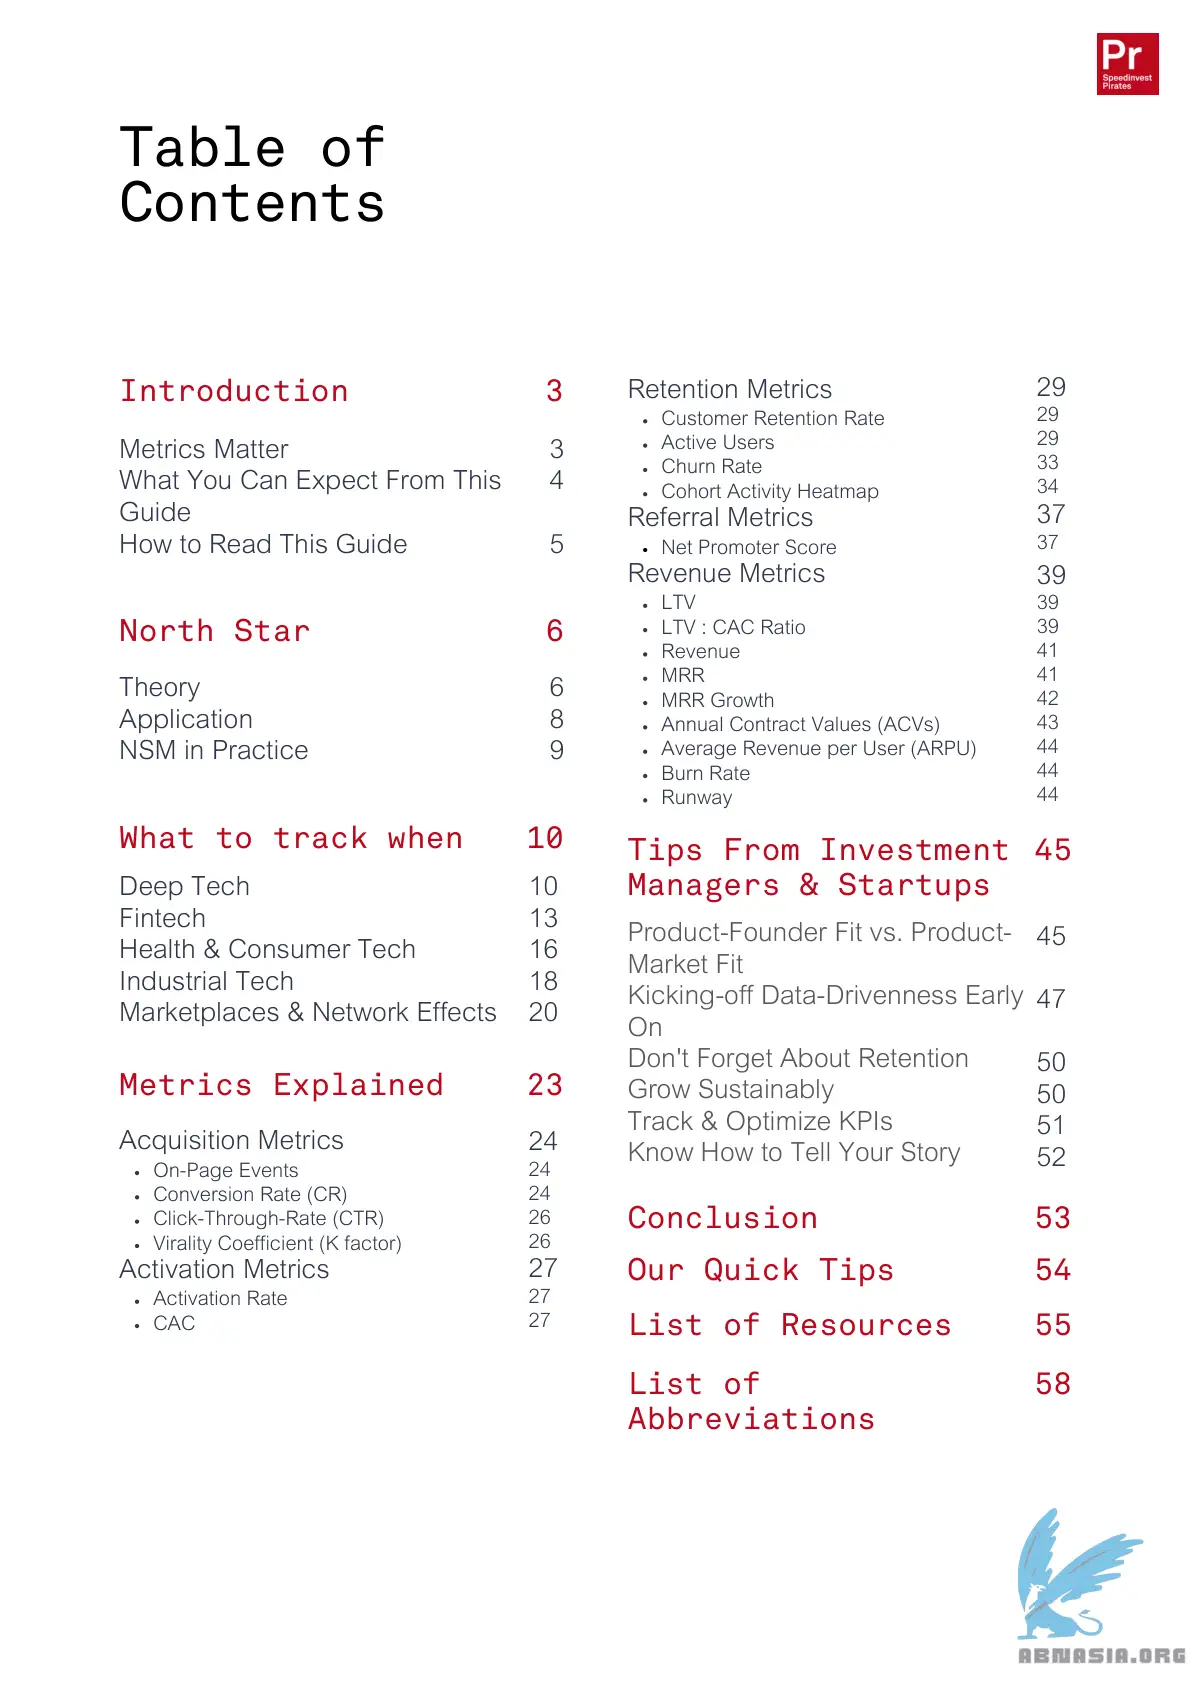 Pr
Speedinvest
Pirates
Table of
Contents
Introduction 3
Metrics Matter 3
What You Can Expect From This 4
Guide
How to Read This Guide 5
North Star 6
Theory 6
Application 8
NSM in Practice 9
What to track when 10
Deep Tech 10
Fintech 13
Health & Consumer Tech 16
Industrial Tech 18
Marketplaces & Network Effects 20
Metrics Explained 23
Acquisition Metrics 24
• On-Page Events 24
• Conversion Rate (CR) 24
• Click-Through-Rate (CTR) 26
• Virality Coefficient (K factor) 26
Activation Metrics 27
• Activation Rate 27
• CAC 27
Retention Metrics 29
• Customer Retention Rate 29
• Active Users 29
• Churn Rate 33
• Cohort Activity Heatmap 34
Referral Metrics 37
• Net Promoter Score 37
Revenue Metrics 39
• LTV 39
• LTV : CAC Ratio 39
• Revenue 41
• MRR 41
• MRR Growth 42
• Annual Contract Values (ACVs) 43
• Average Revenue per User (ARPU) 44
• Burn Rate 44
• Runway 44
Tips From Investment 45
Managers & Startups
Product-Founder Fit vs. Product- 45
Market Fit
Kicking-off Data-Drivenness Early 47
On
Don't Forget About Retention 50
Grow Sustainably 50
Track & Optimize KPIs 51
Know How to Tell Your Story 52
Conclusion 53
Our Quick Tips 54
List of Resources 55
List of 58
Abbreviations
ABNASIA.ORG